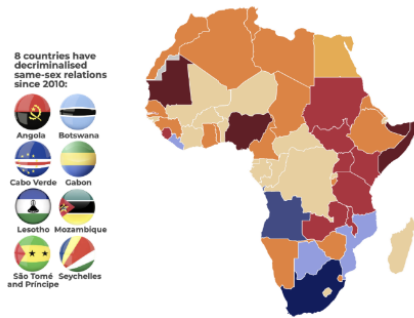 8 countries have
decriminalised
same-sex relations
since 2010:
Angola
Botswana
Cabo Verde
Gabon
Lesotho
Mozambique
São Tomé
and Príncipe
Seychelles